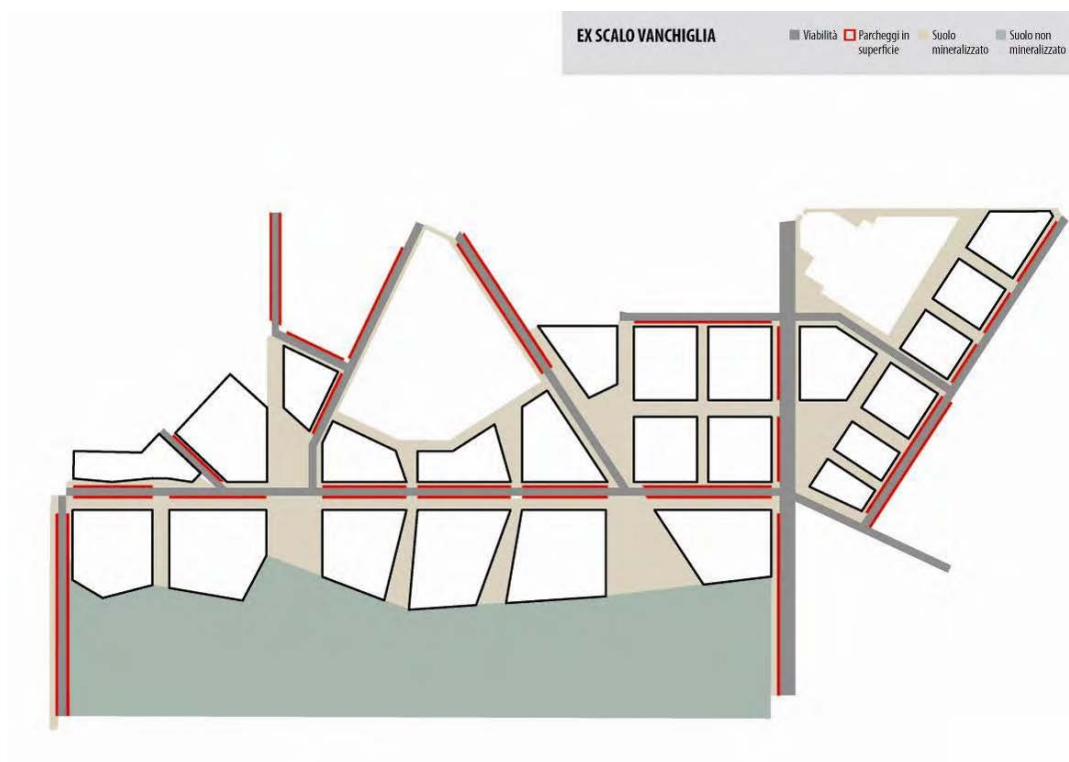 EX SCALO VANCHIGLIA
Viabilità
Parcheggi in
superficie
Suolo
mineralizzato
Suolo non
mineralizzato